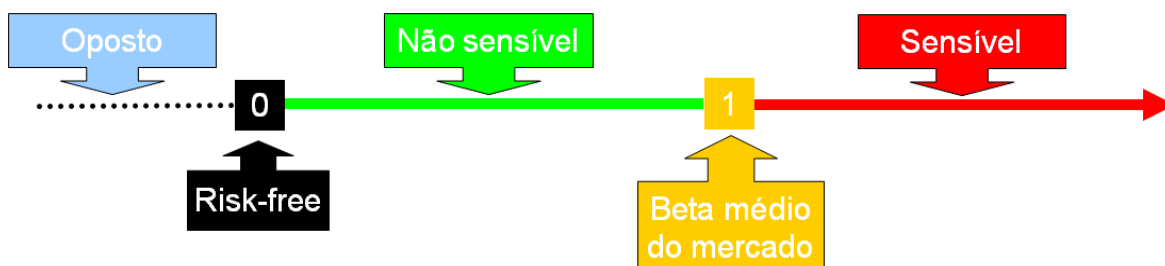 Oposto
Não sensível
Sensível
0
1
Risk-free
Beta médio
do mercado